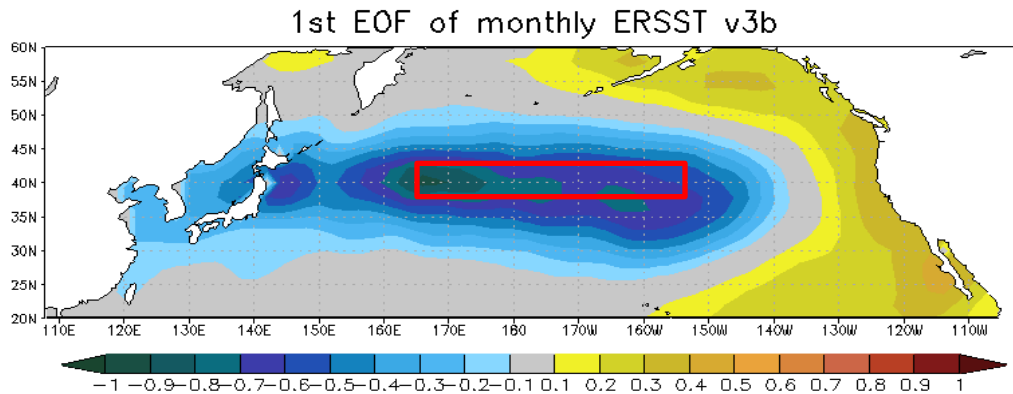 1st EOF of monthly ERSST v3b
60N
55N
50N
45N
40N
35N
30N
25N
20N
110E 120E 130E 140E 150E 160E 170E 180 170W 160W 150W 140W 130W 120W 110W
-1 -0.9 -0.8 -0.7 -0.6 -0.5 -0.4 -0.3 -0.2 -0.1 0.1 0.2 0.3 0.4 0.5 0.6 0.7 0.8 0.9 1